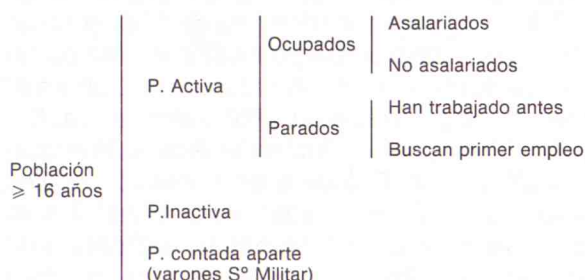 Asalariados
Ocupados
No asalariados
P. Activa
Han trabajado antes
Parados
Buscan primer empleo
Población
≥ 16 años
P.Inactiva
P. contada aparte
(varones Sº Militar)